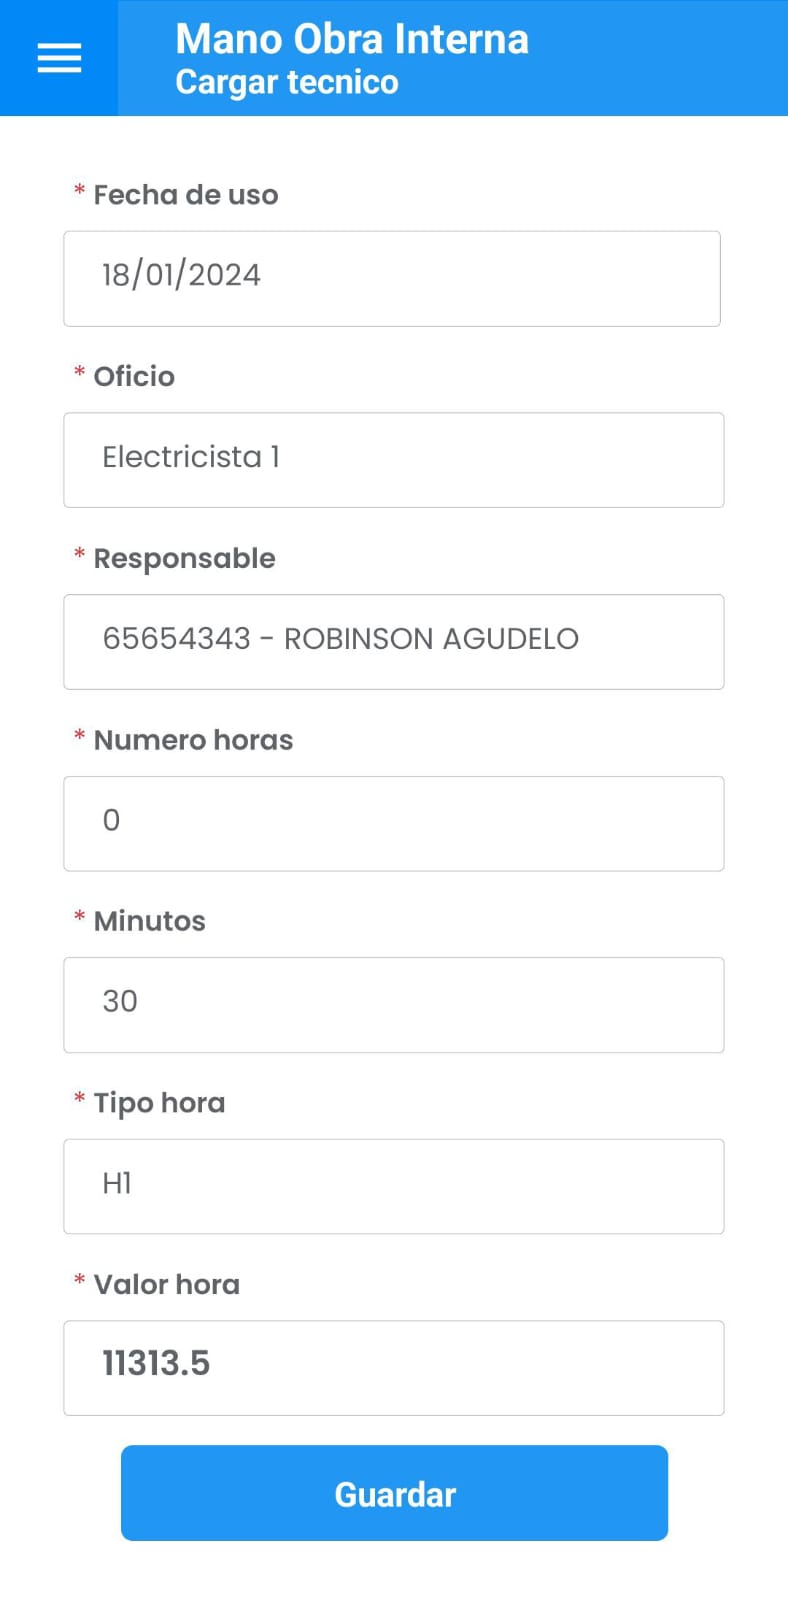 Mano Obra Interna
Cargar tecnico
* Fecha de uso
18/01/2024
* Oficio
Electricista 1
* Responsable
65654343 - ROBINSON AGUDELO
* Numero horas
0
* Minutos
30
* Tipo hora
H1
* Valor hora
11313.5
Guardar